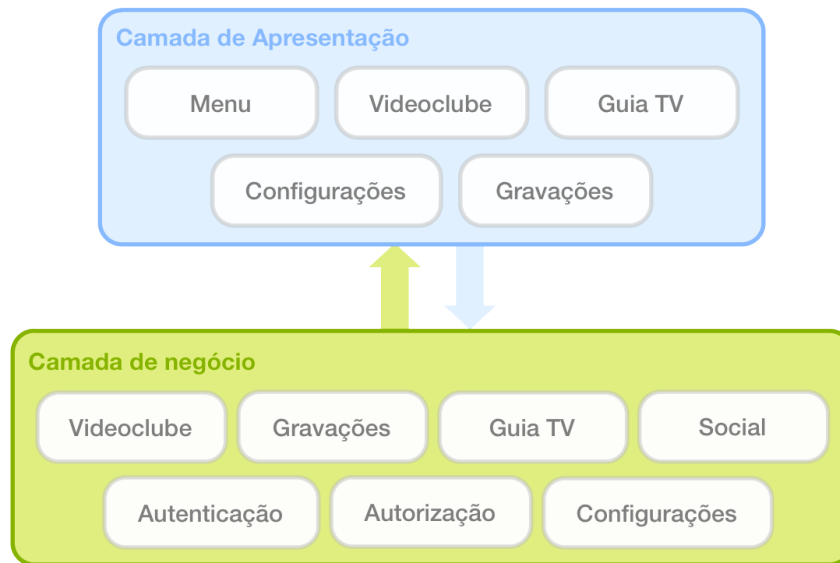 Camada de Apresentação
Menu
Videoclube
Guia TV
Configurações
Gravações
Camada de negócio
Videoclube
Gravações
Guia TV
Social
Autenticação
Autorização
Configurações